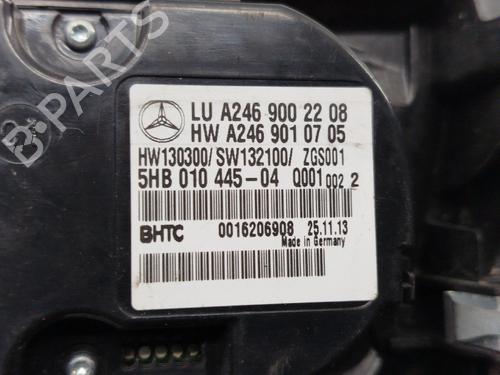 B-PARTS
LU A246 900 22 08
HW A246 901 07 05
HW130300/SW132100/ ZGS001
5HB 010 445-04 Q001 002 2
BHTC 0016206908 25.11.13
Made in Germany